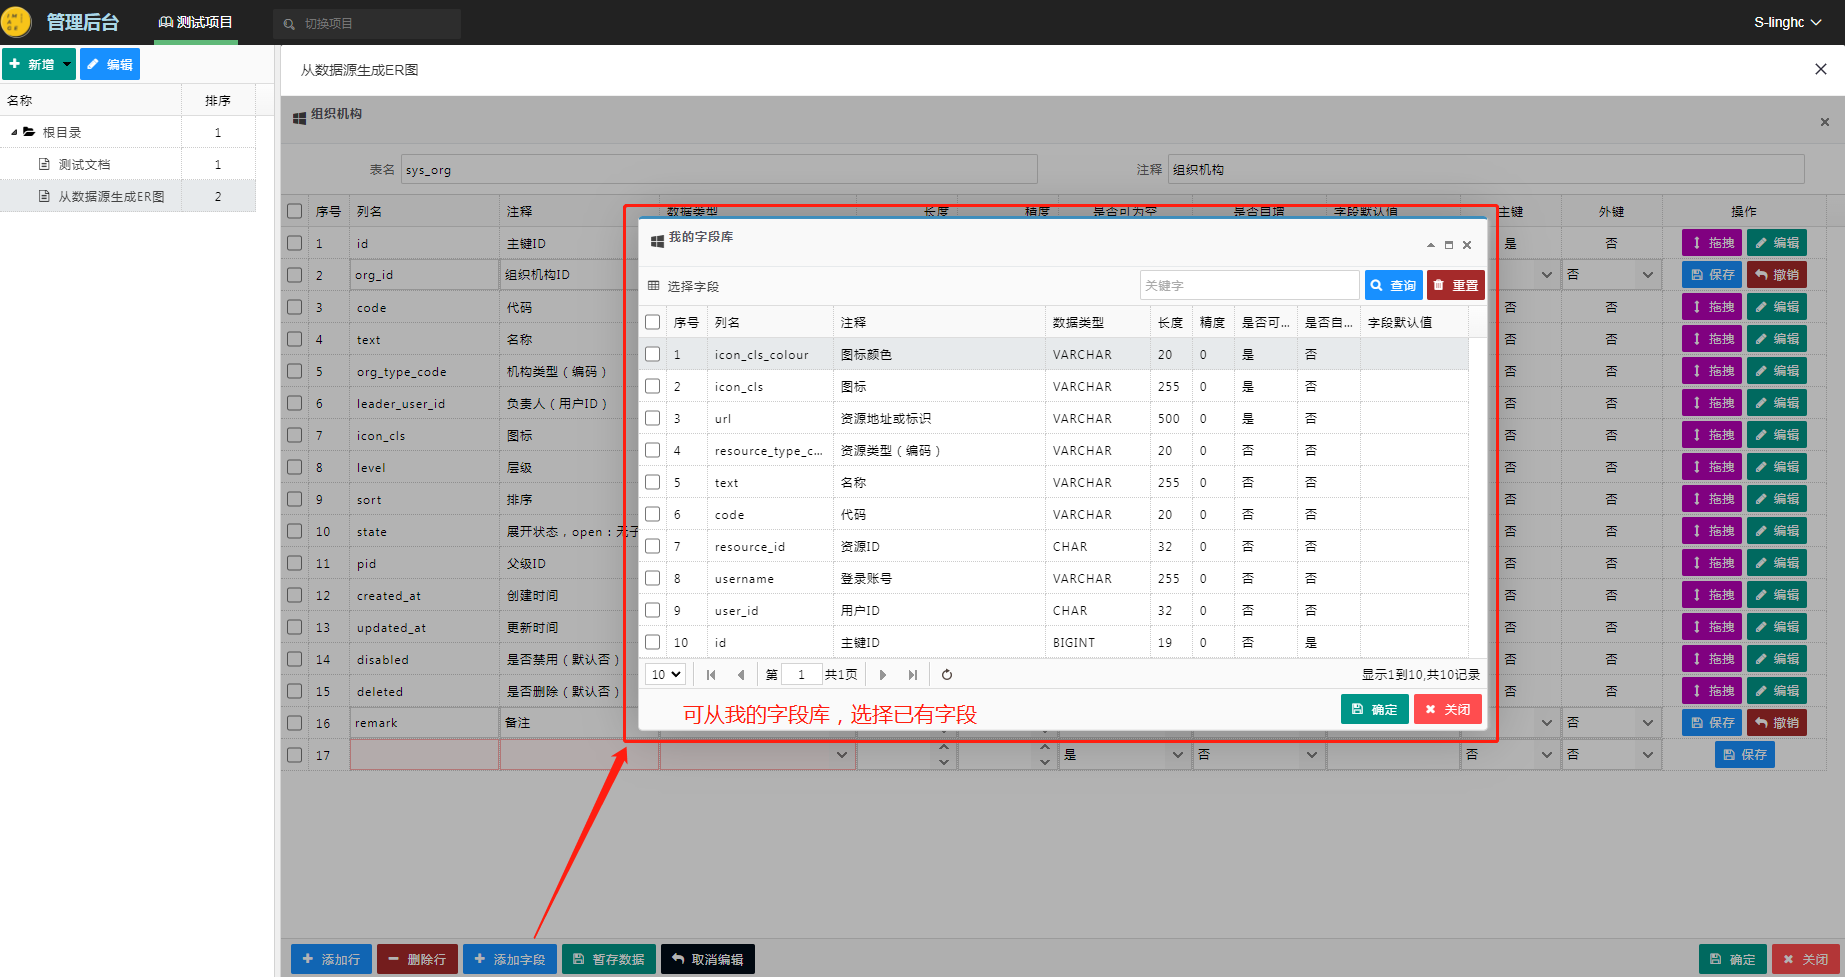 管理后台 测试项目 切换项目 S-linghc
新增 编辑 从数据源生成ER图
名称 排序 组织机构
根目录 1
测试文档 1 表名 sys_org 注释 组织机构
从数据源生成ER图 2
序号 列名 注释 数据类型 长度 精度 是否可为空 是否自增 字段默认值 主键 外键 操作
1 id 主键ID 是 否 拖拽 编辑
2 org_id 组织机构ID 否 保存 撤销
3 code 代码 否 否 拖拽 编辑
4 text 名称 否 否 拖拽 编辑
5 org_type_code 机构类型（编码） 否 否 拖拽 编辑
6 leader_user_id 负责人（用户ID） 否 否 拖拽 编辑
7 icon_cls 图标 否 否 拖拽 编辑
8 level 层级 否 否 拖拽 编辑
9 sort 排序 否 否 拖拽 编辑
10 state 展开状态，open：无子 否 否 拖拽 编辑
11 pid 父级ID 否 否 拖拽 编辑
12 created_at 创建时间 否 否 拖拽 编辑
13 updated_at 更新时间 否 否 拖拽 编辑
14 disabled 是否禁用（默认否） 否 否 拖拽 编辑
15 deleted 是否删除（默认否） 否 否 拖拽 编辑
16 remark 备注 否 保存 撤销
17 是 否 否 否 保存
我的字段库
选择字段 关键字 查询 重置
序号 列名 注释 数据类型 长度 精度 是否可... 是否自... 字段默认值
1 icon_cls_colour 图标颜色 VARCHAR 20 0 是 否
2 icon_cls 图标 VARCHAR 255 0 是 否
3 url 资源地址或标识 VARCHAR 500 0 是 否
4 resource_type_c... 资源类型（编码） VARCHAR 20 0 否 否
5 text 名称 VARCHAR 255 0 否 否
6 code 代码 VARCHAR 20 0 否 否
7 resource_id 资源ID CHAR 32 0 否 否
8 username 登录账号 VARCHAR 255 0 否 否
9 user_id 用户ID CHAR 32 0 否 否
10 id 主键ID BIGINT 19 0 否 是
10 第 1 共1页 显示1到10,共10记录
可从我的字段库，选择已有字段 确定 关闭
添加行 删除行 添加字段 暂存数据 取消编辑 确定 关闭